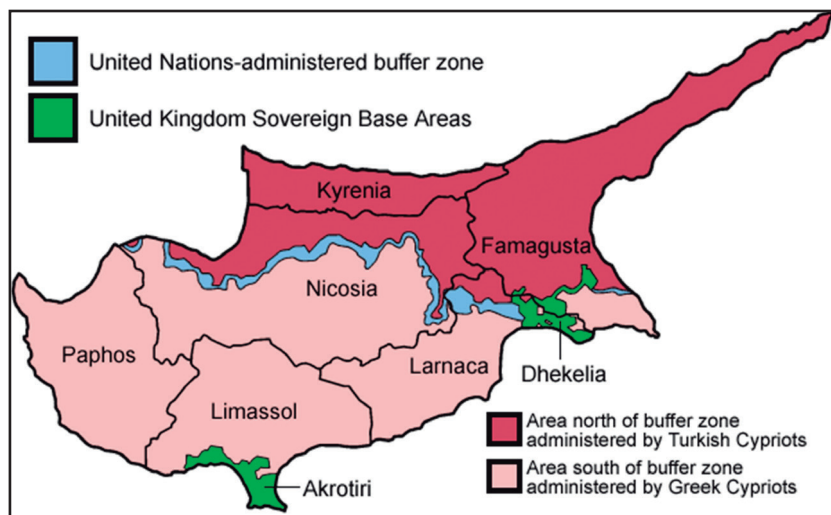 United Nations-administered buffer zone
United Kingdom Sovereign Base Areas
Kyrenia
Famagusta
Nicosia
Paphos
Larnaca
Dhekelia
Limassol
Akrotiri
Area north of buffer zone
administered by Turkish Cypriots
Area south of buffer zone
administered by Greek Cypriots